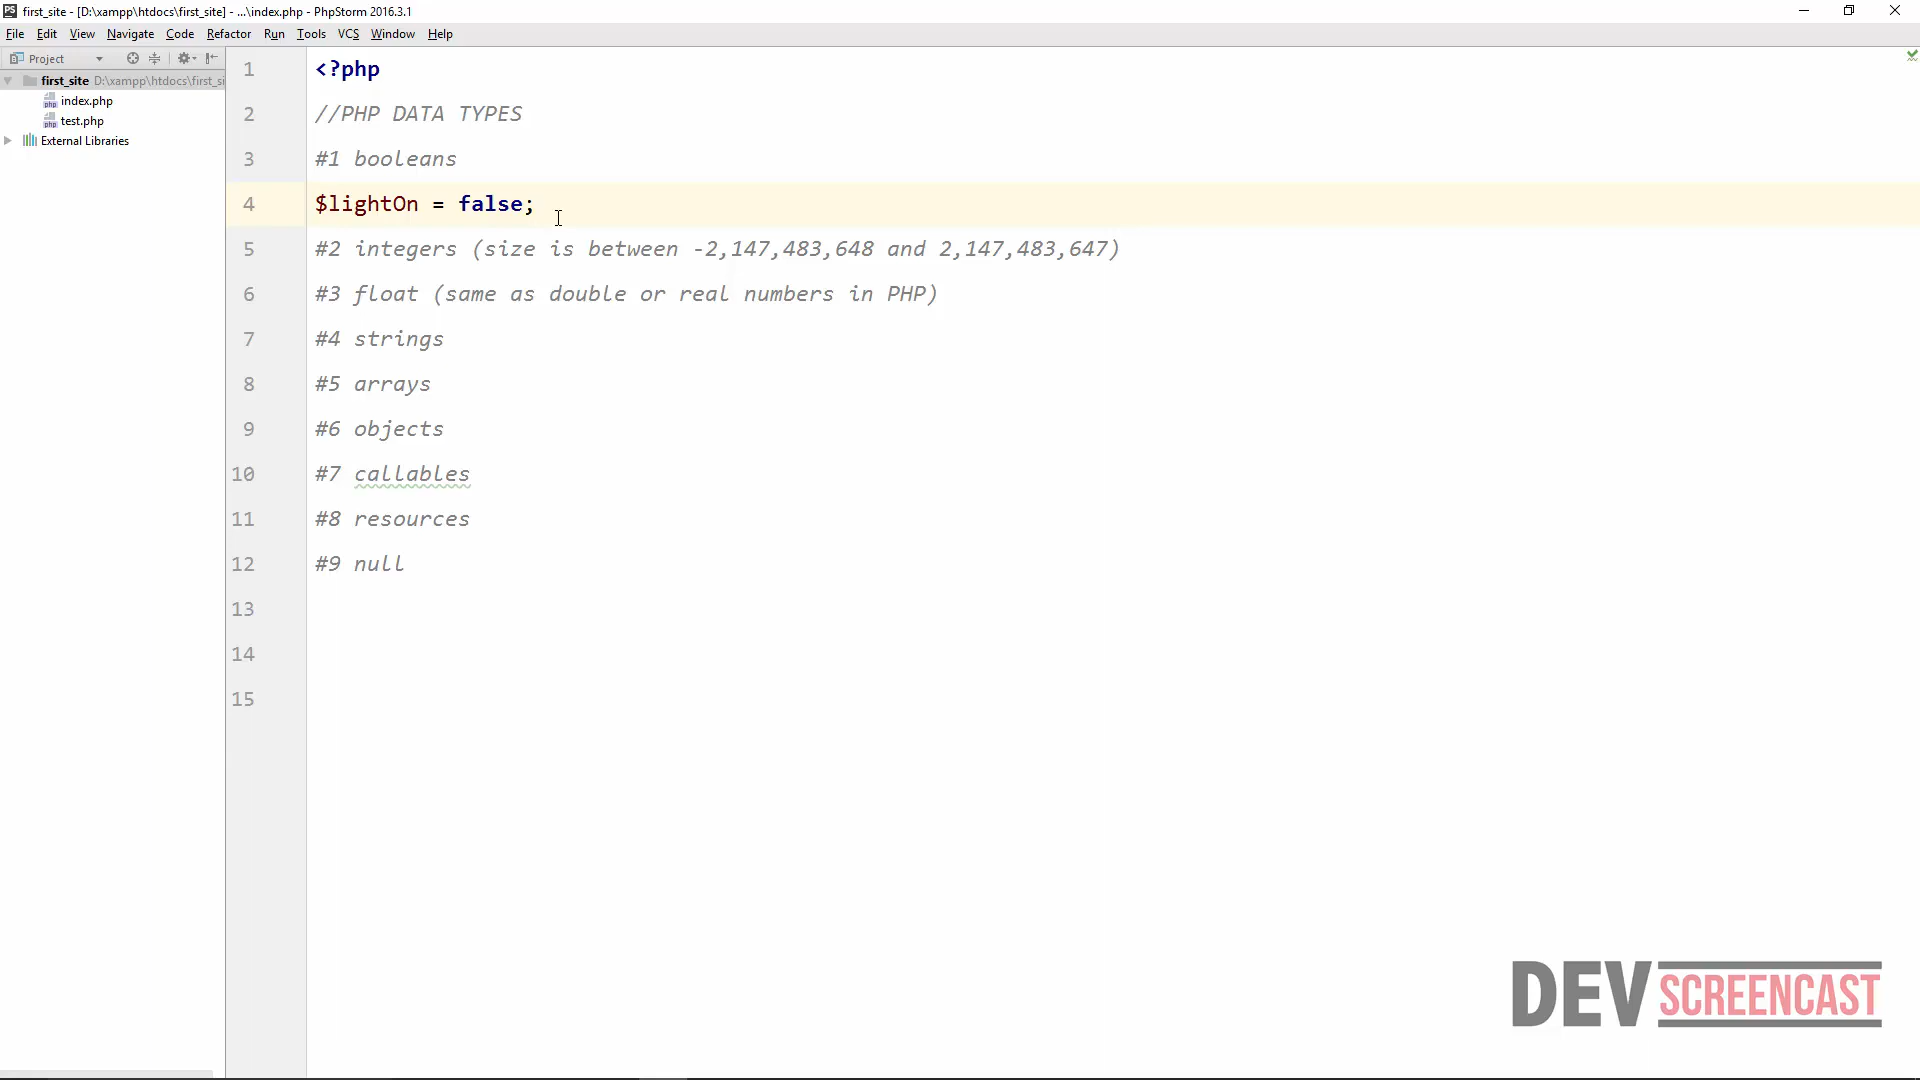 first_site - [D:\xampp\htdocs\first_site] - ...\index.php - PhpStorm 2016.3.1
File Edit View Navigate Code Refactor Run Tools VCS Window Help
Project
first_site D:\xampp\htdocs\first_si
index.php
test.php
External Libraries
1 <?php
2 //PHP DATA TYPES
3 #1 booleans
4 $lightOn = false;
5 #2 integers (size is between -2,147,483,648 and 2,147,483,647)
6 #3 float (same as double or real numbers in PHP)
7 #4 strings
8 #5 arrays
9 #6 objects
10 #7 callables
11 #8 resources
12 #9 null
13
14
15
DEV SCREENCAST